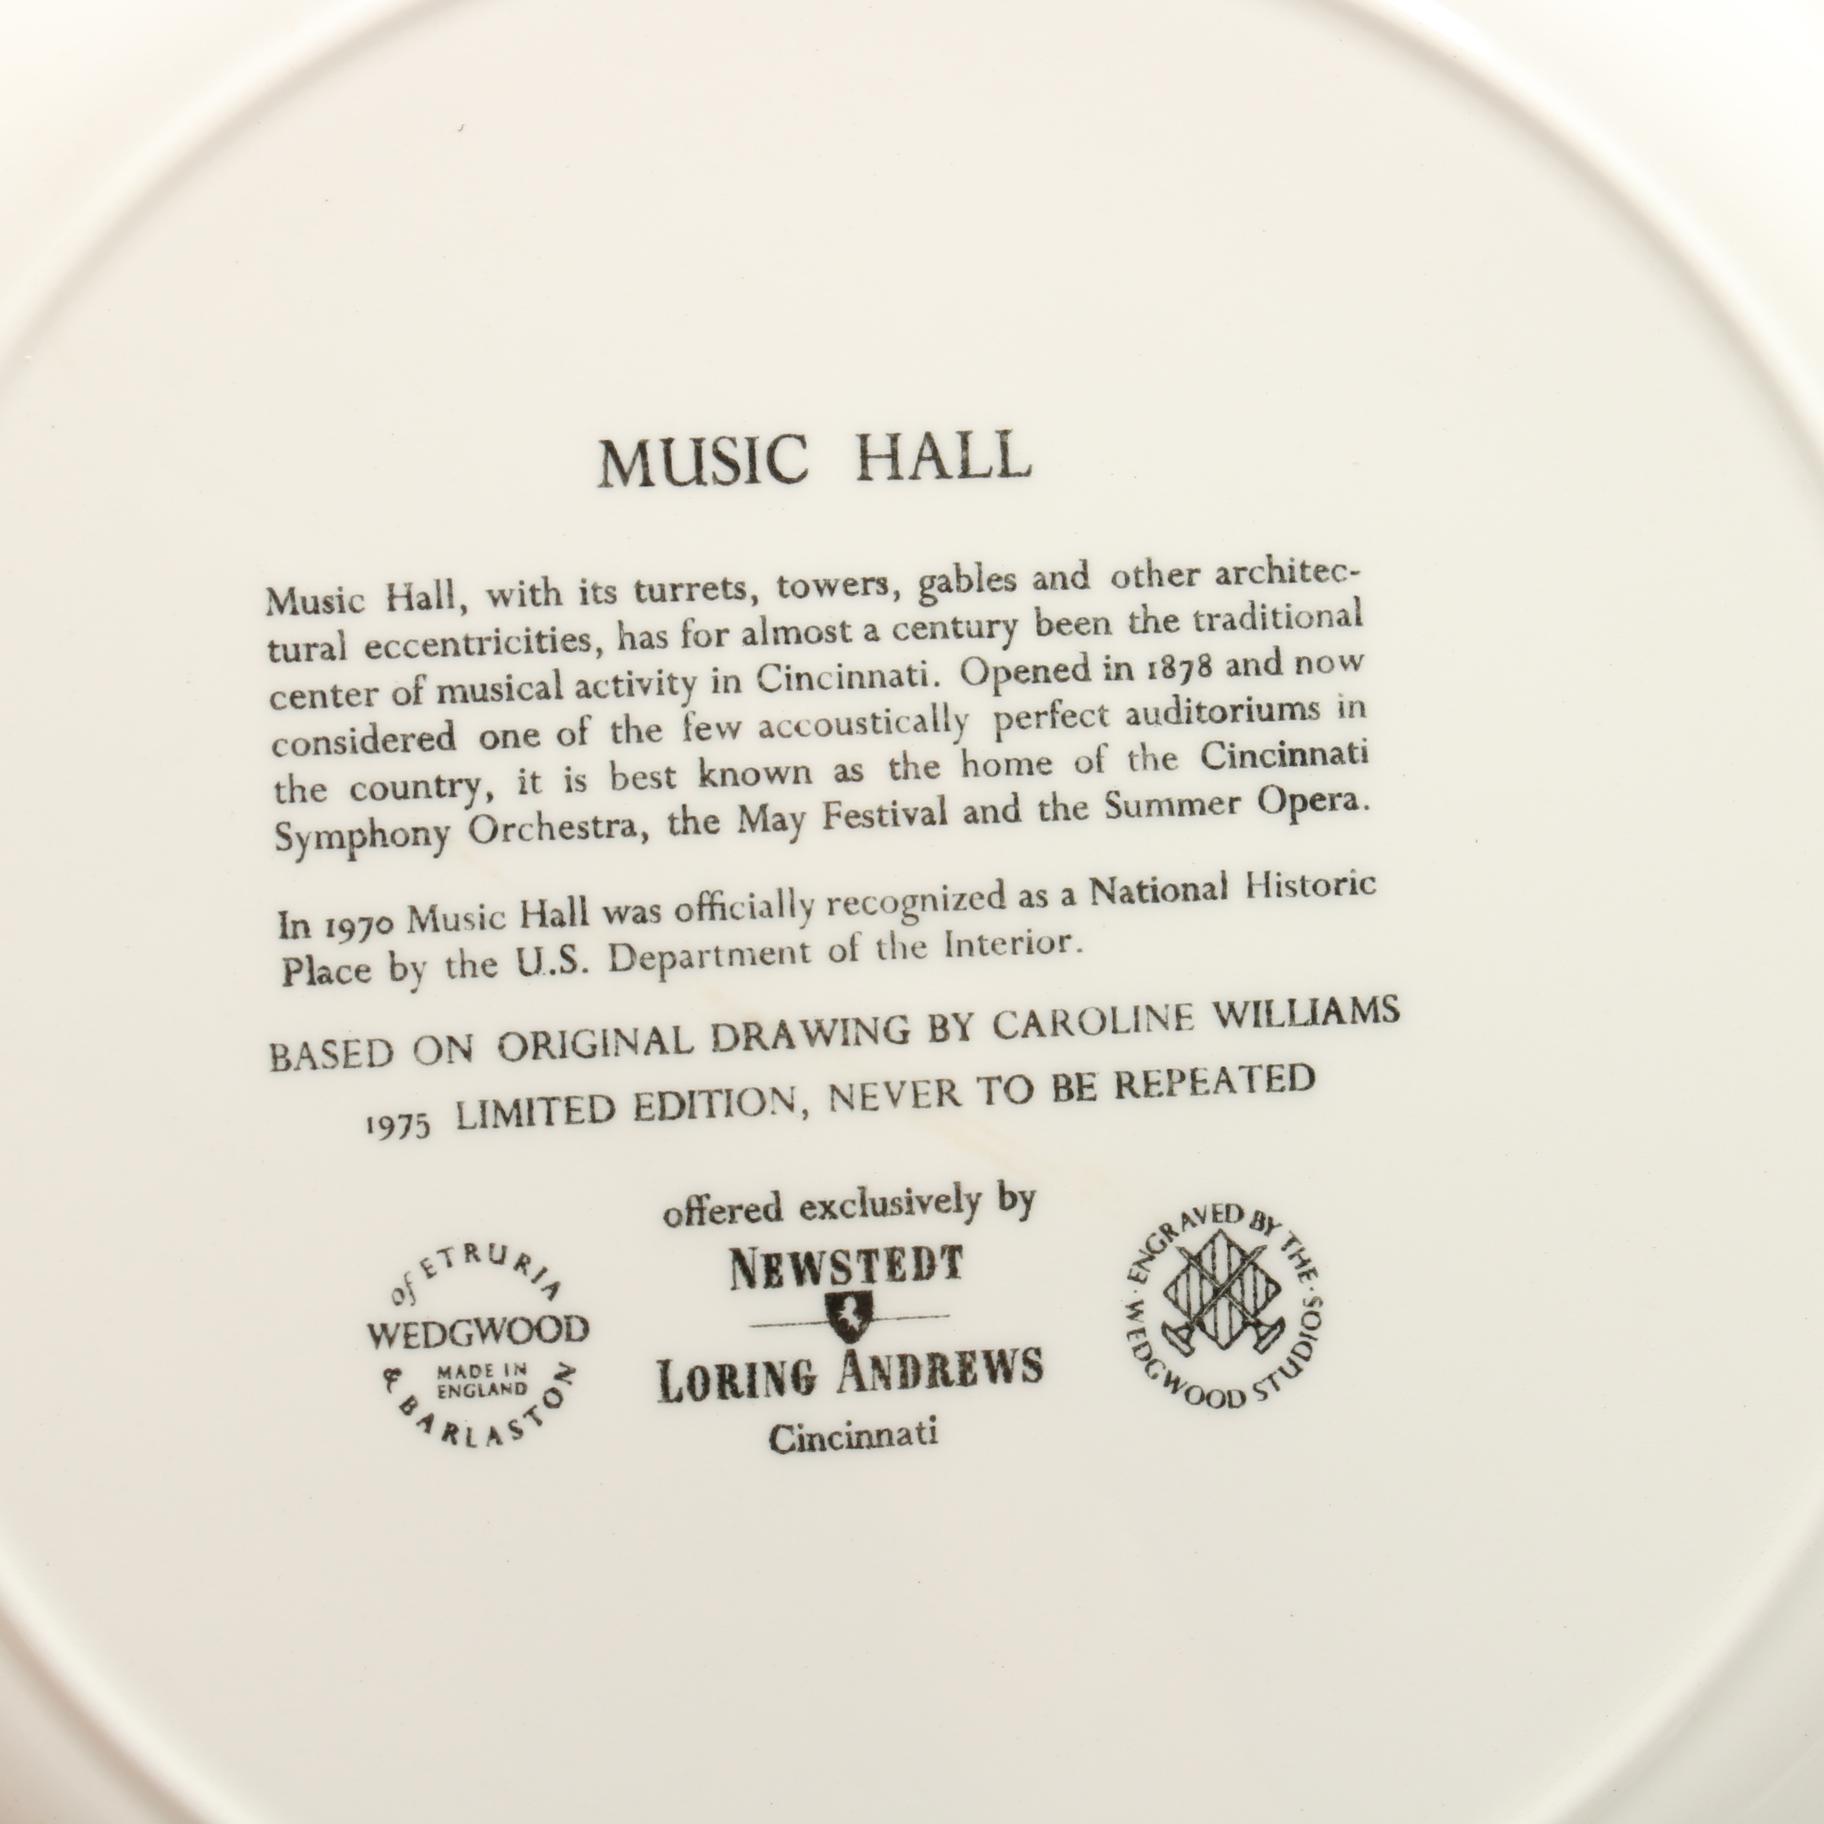 MUSIC HALL
Music Hall, with its turrets, towers, gables and other architec-
tural eccentricities, has for almost a century been the traditional
center of musical activity in Cincinnati. Opened in 1878 and now
considered one of the few accoustically perfect auditoriums in
the country, it is best known as the home of the Cincinnati
Symphony Orchestra, the May Festival and the Summer Opera.
In 1970 Music Hall was officially recognized as a National Historic
Place by the U.S. Department of the Interior.
BASED ON ORIGINAL DRAWING BY CAROLINE WILLIAMS
1975 LIMITED EDITION, NEVER TO BE REPEATED
of ETRURIA
WEDGWOOD
MADE IN
ENGLAND
& BARLASTON
offered exclusively by
NEWSTEDT
LORING ANDREWS
Cincinnati
ENGRAVED BY THE ·
WEDGWOOD STUDIOS ·